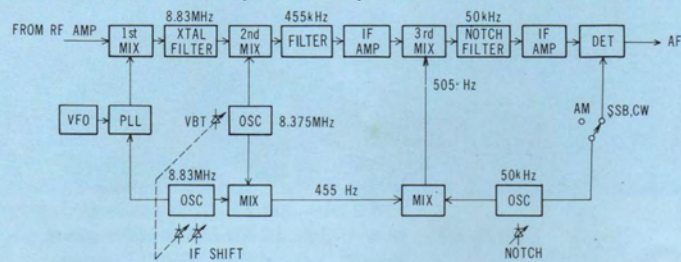 8.83MHz 455kHz 50kHz
FROM RF AMP 1st MIX XTAL FILTER 2nd MIX FILTER IF AMP 3rd MIX NOTCH FILTER IF AMP DET AF
505 Hz
AM $SB,CW
VFO PLL VBT OSC 8.375MHz
8.83MHz 50kHz
OSC MIX 455 Hz MIX OSC
IF SHIFT NOTCH